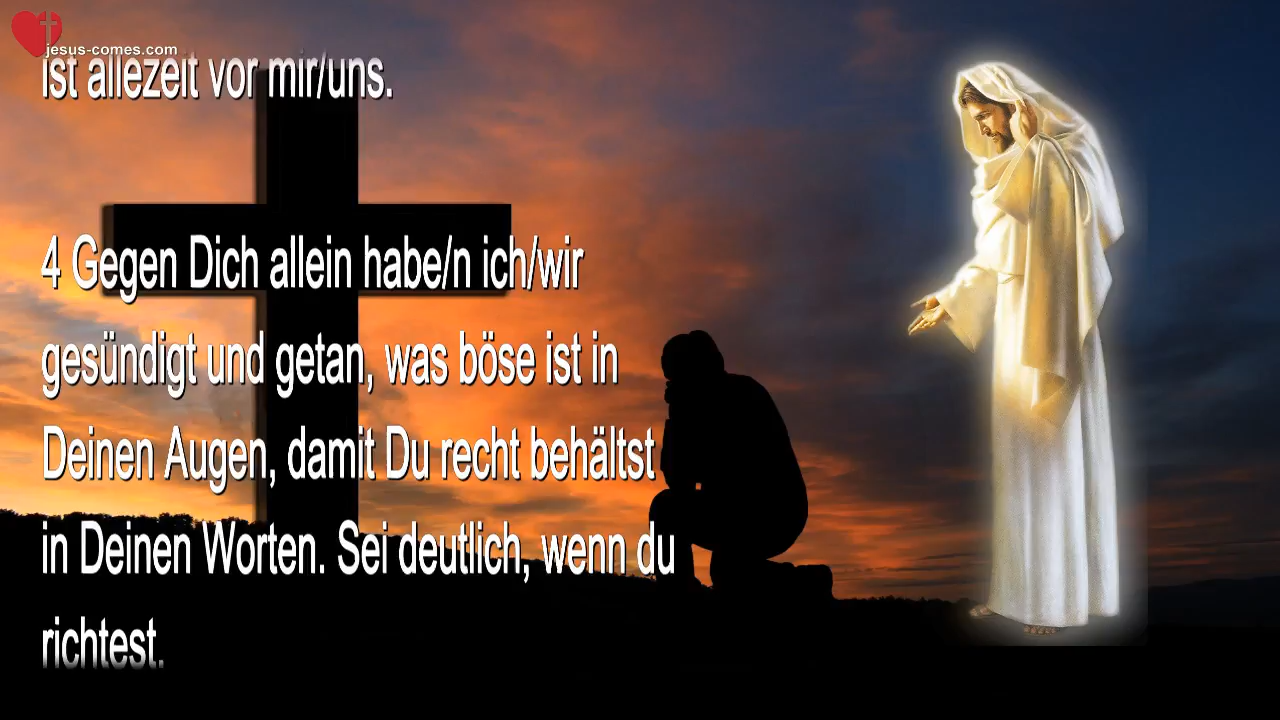 jesus-comes.com
ist allezeit vor mir/uns.
4 Gegen Dich allein habe/n ich/wir
gesündigt und getan, was böse ist in
Deinen Augen, damit Du recht behältst
in Deinen Worten. Sei deutlich, wenn du
richtest.